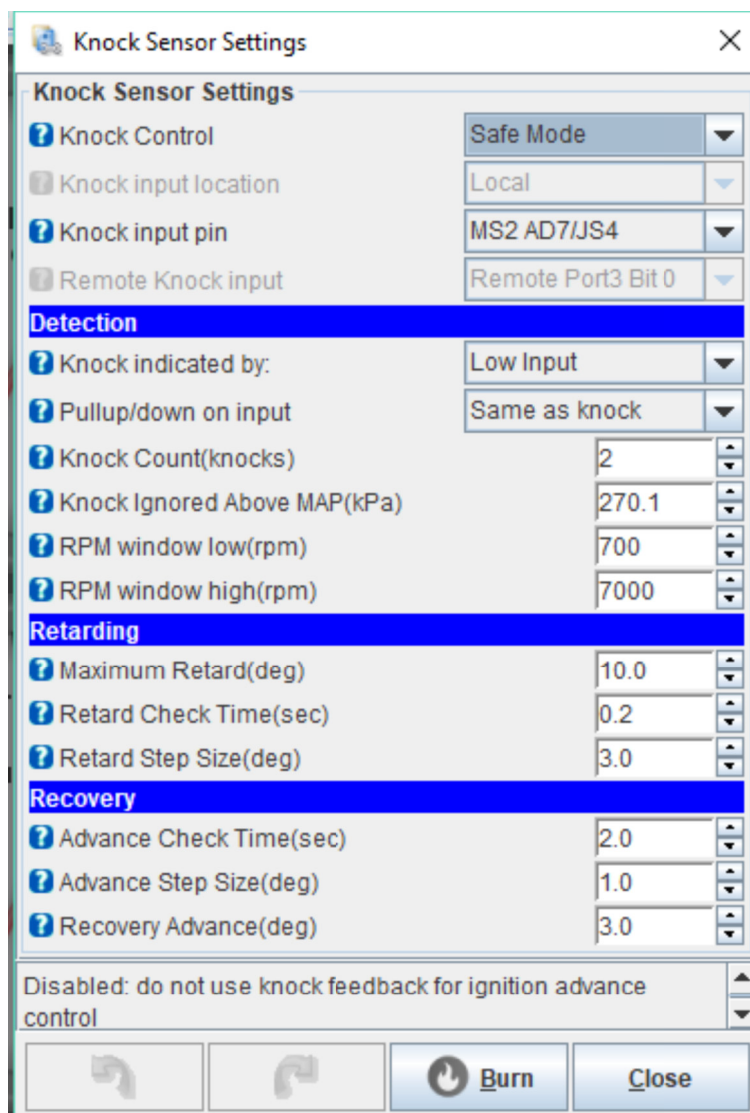 Knock Sensor Settings
Knock Sensor Settings
Knock Control Safe Mode
Knock input location Local
Knock input pin MS2 AD7/JS4
Remote Knock input Remote Port3 Bit 0
Detection
Knock indicated by: Low Input
Pullup/down on input Same as knock
Knock Count(knocks) 2
Knock Ignored Above MAP(kPa) 270.1
RPM window low(rpm) 700
RPM window high(rpm) 7000
Retarding
Maximum Retard(deg) 10.0
Retard Check Time(sec) 0.2
Retard Step Size(deg) 3.0
Recovery
Advance Check Time(sec) 2.0
Advance Step Size(deg) 1.0
Recovery Advance(deg) 3.0
Disabled: do not use knock feedback for ignition advance
control
Burn Close